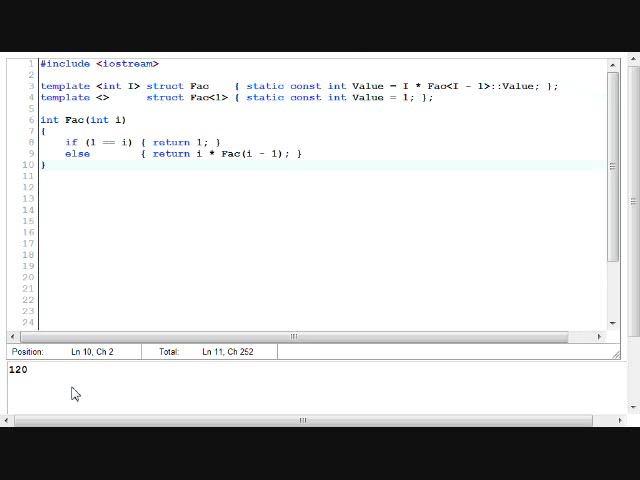 1 #include <iostream>
2
3 template <int I> struct Fac { static const int Value = I * Fac<I - 1>::Value; };
4 template <> struct Fac<1> { static const int Value = 1; };
5
6 int Fac(int i)
7 {
8 if (1 == i) { return 1; }
9 else { return i * Fac(i - 1); }
10 }
11
12
13
14
15
16
17
18
19
20
21
22
23
24
Position: Ln 10, Ch 2 Total: Ln 11, Ch 252
120